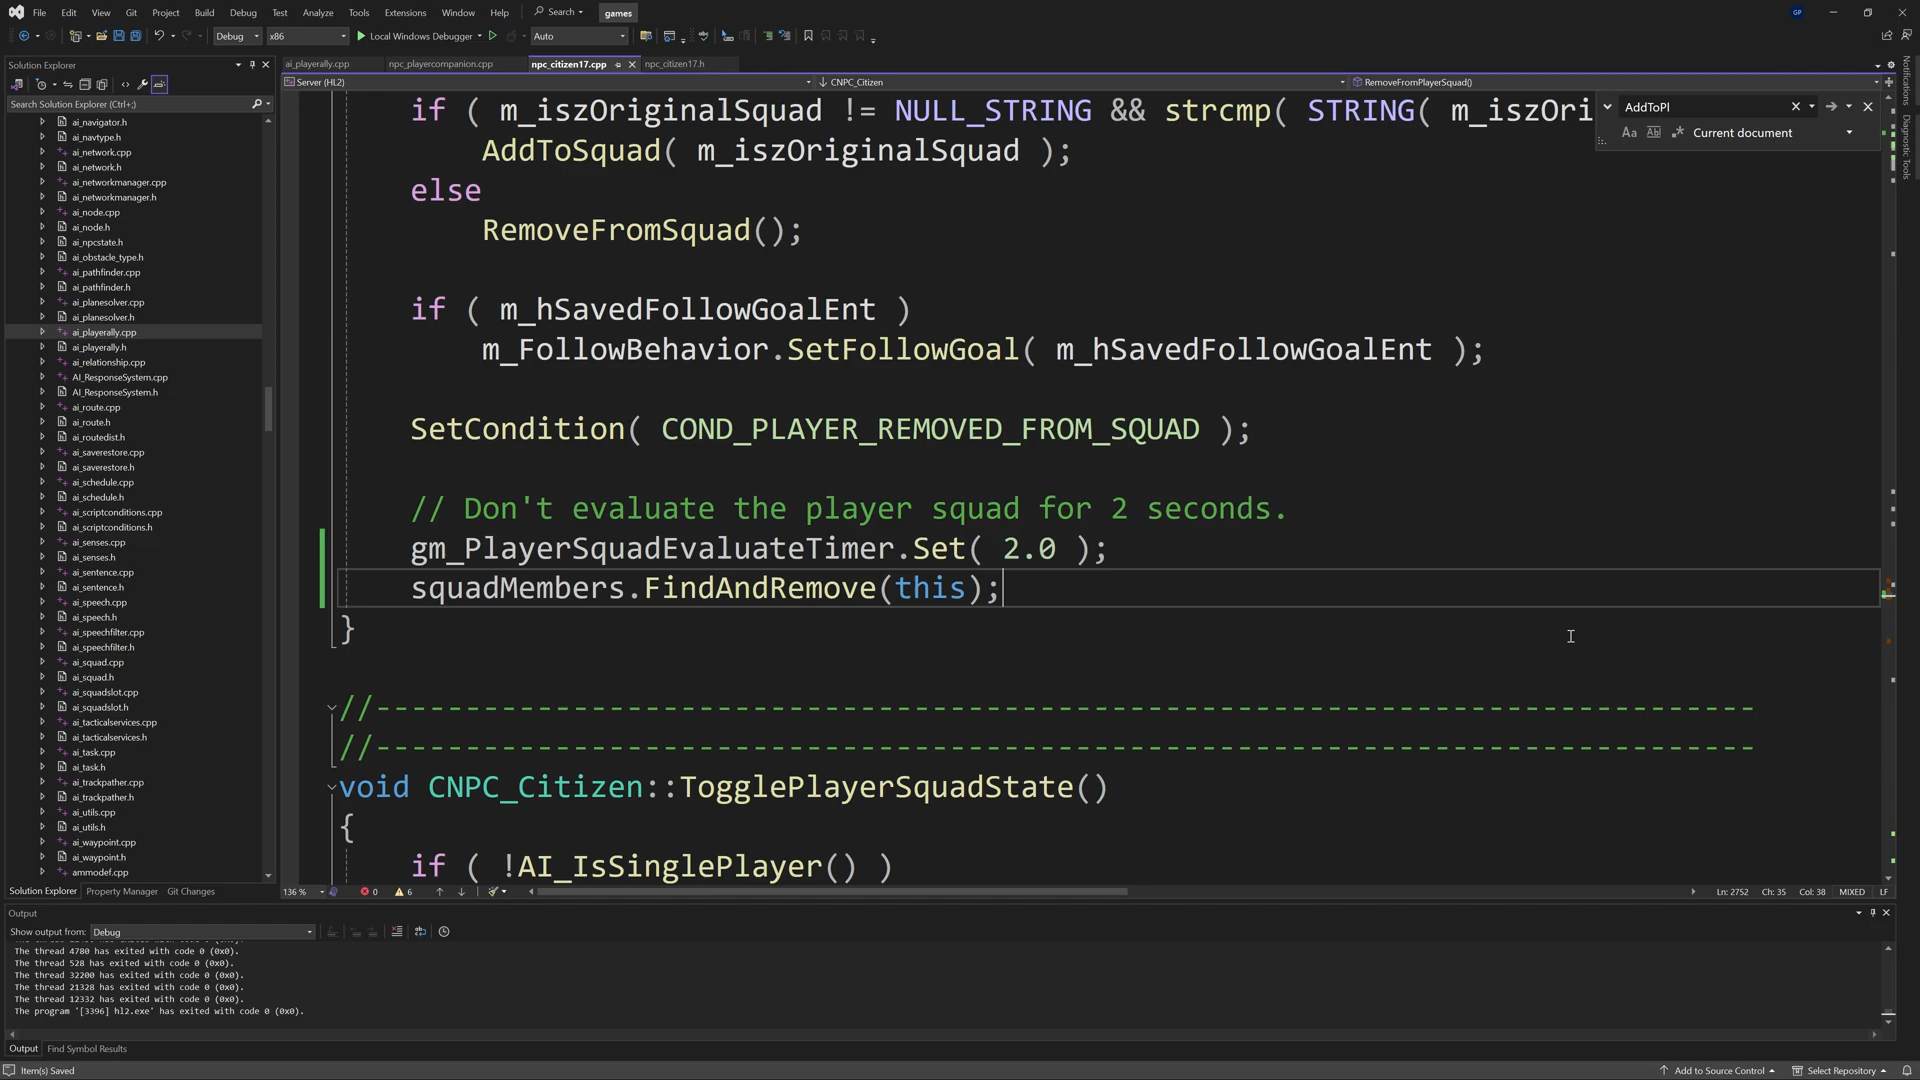 File Edit View Git Project Build Debug Test Analyze Tools Extensions Window Help Search games GP
Debug x86 Local Windows Debugger Auto
Solution Explorer
Search Solution Explorer (Ctrl+;)
ai_navigator.h
ai_navtype.h
ai_network.cpp
ai_network.h
ai_networkmanager.cpp
ai_networkmanager.h
ai_node.cpp
ai_node.h
ai_npcstate.h
ai_obstacle_type.h
ai_pathfinder.cpp
ai_pathfinder.h
ai_planesolver.cpp
ai_planesolver.h
ai_playerally.cpp
ai_playerally.h
ai_relationship.cpp
AI_ResponseSystem.cpp
AI_ResponseSystem.h
ai_route.cpp
ai_route.h
ai_routedist.h
ai_saverestore.cpp
ai_saverestore.h
ai_schedule.cpp
ai_schedule.h
ai_scriptconditions.cpp
ai_scriptconditions.h
ai_senses.cpp
ai_senses.h
ai_sentence.cpp
ai_sentence.h
ai_speech.cpp
ai_speech.h
ai_speechfilter.cpp
ai_speechfilter.h
ai_squad.cpp
ai_squad.h
ai_squadslot.cpp
ai_squadslot.h
ai_tacticalservices.cpp
ai_tacticalservices.h
ai_task.cpp
ai_task.h
ai_trackpather.cpp
ai_trackpather.h
ai_utils.cpp
ai_utils.h
ai_waypoint.cpp
ai_waypoint.h
ammodef.cpp
Solution Explorer Property Manager Git Changes
ai_playerally.cpp npc_playercompanion.cpp npc_citizen17.cpp npc_citizen17.h
Server (HL2) CNPC_Citizen RemoveFromPlayerSquad()
AddToPl
Aa Current document
if ( m_iszOriginalSquad != NULL_STRING && strcmp( STRING( m_iszOri
AddToSquad( m_iszOriginalSquad );
else
RemoveFromSquad();
if ( m_hSavedFollowGoalEnt )
m_FollowBehavior.SetFollowGoal( m_hSavedFollowGoalEnt );
SetCondition( COND_PLAYER_REMOVED_FROM_SQUAD );
// Don't evaluate the player squad for 2 seconds.
gm_PlayerSquadEvaluateTimer.Set( 2.0 );
squadMembers.FindAndRemove(this);
}
//-----------------------------------------------------------------------------
//-----------------------------------------------------------------------------
void CNPC_Citizen::TogglePlayerSquadState()
{
if ( !AI_IsSinglePlayer() )
136 % 0 6 Ln: 2752 Ch: 35 Col: 38 MIXED LF
Notifications
Diagnostic Tools
Output
Show output from: Debug
The thread 4780 has exited with code 0 (0x0).
The thread 528 has exited with code 0 (0x0).
The thread 32200 has exited with code 0 (0x0).
The thread 21328 has exited with code 0 (0x0).
The thread 12332 has exited with code 0 (0x0).
The program '[3396] hl2.exe' has exited with code 0 (0x0).
Output Find Symbol Results
Item(s) Saved Add to Source Control Select Repository